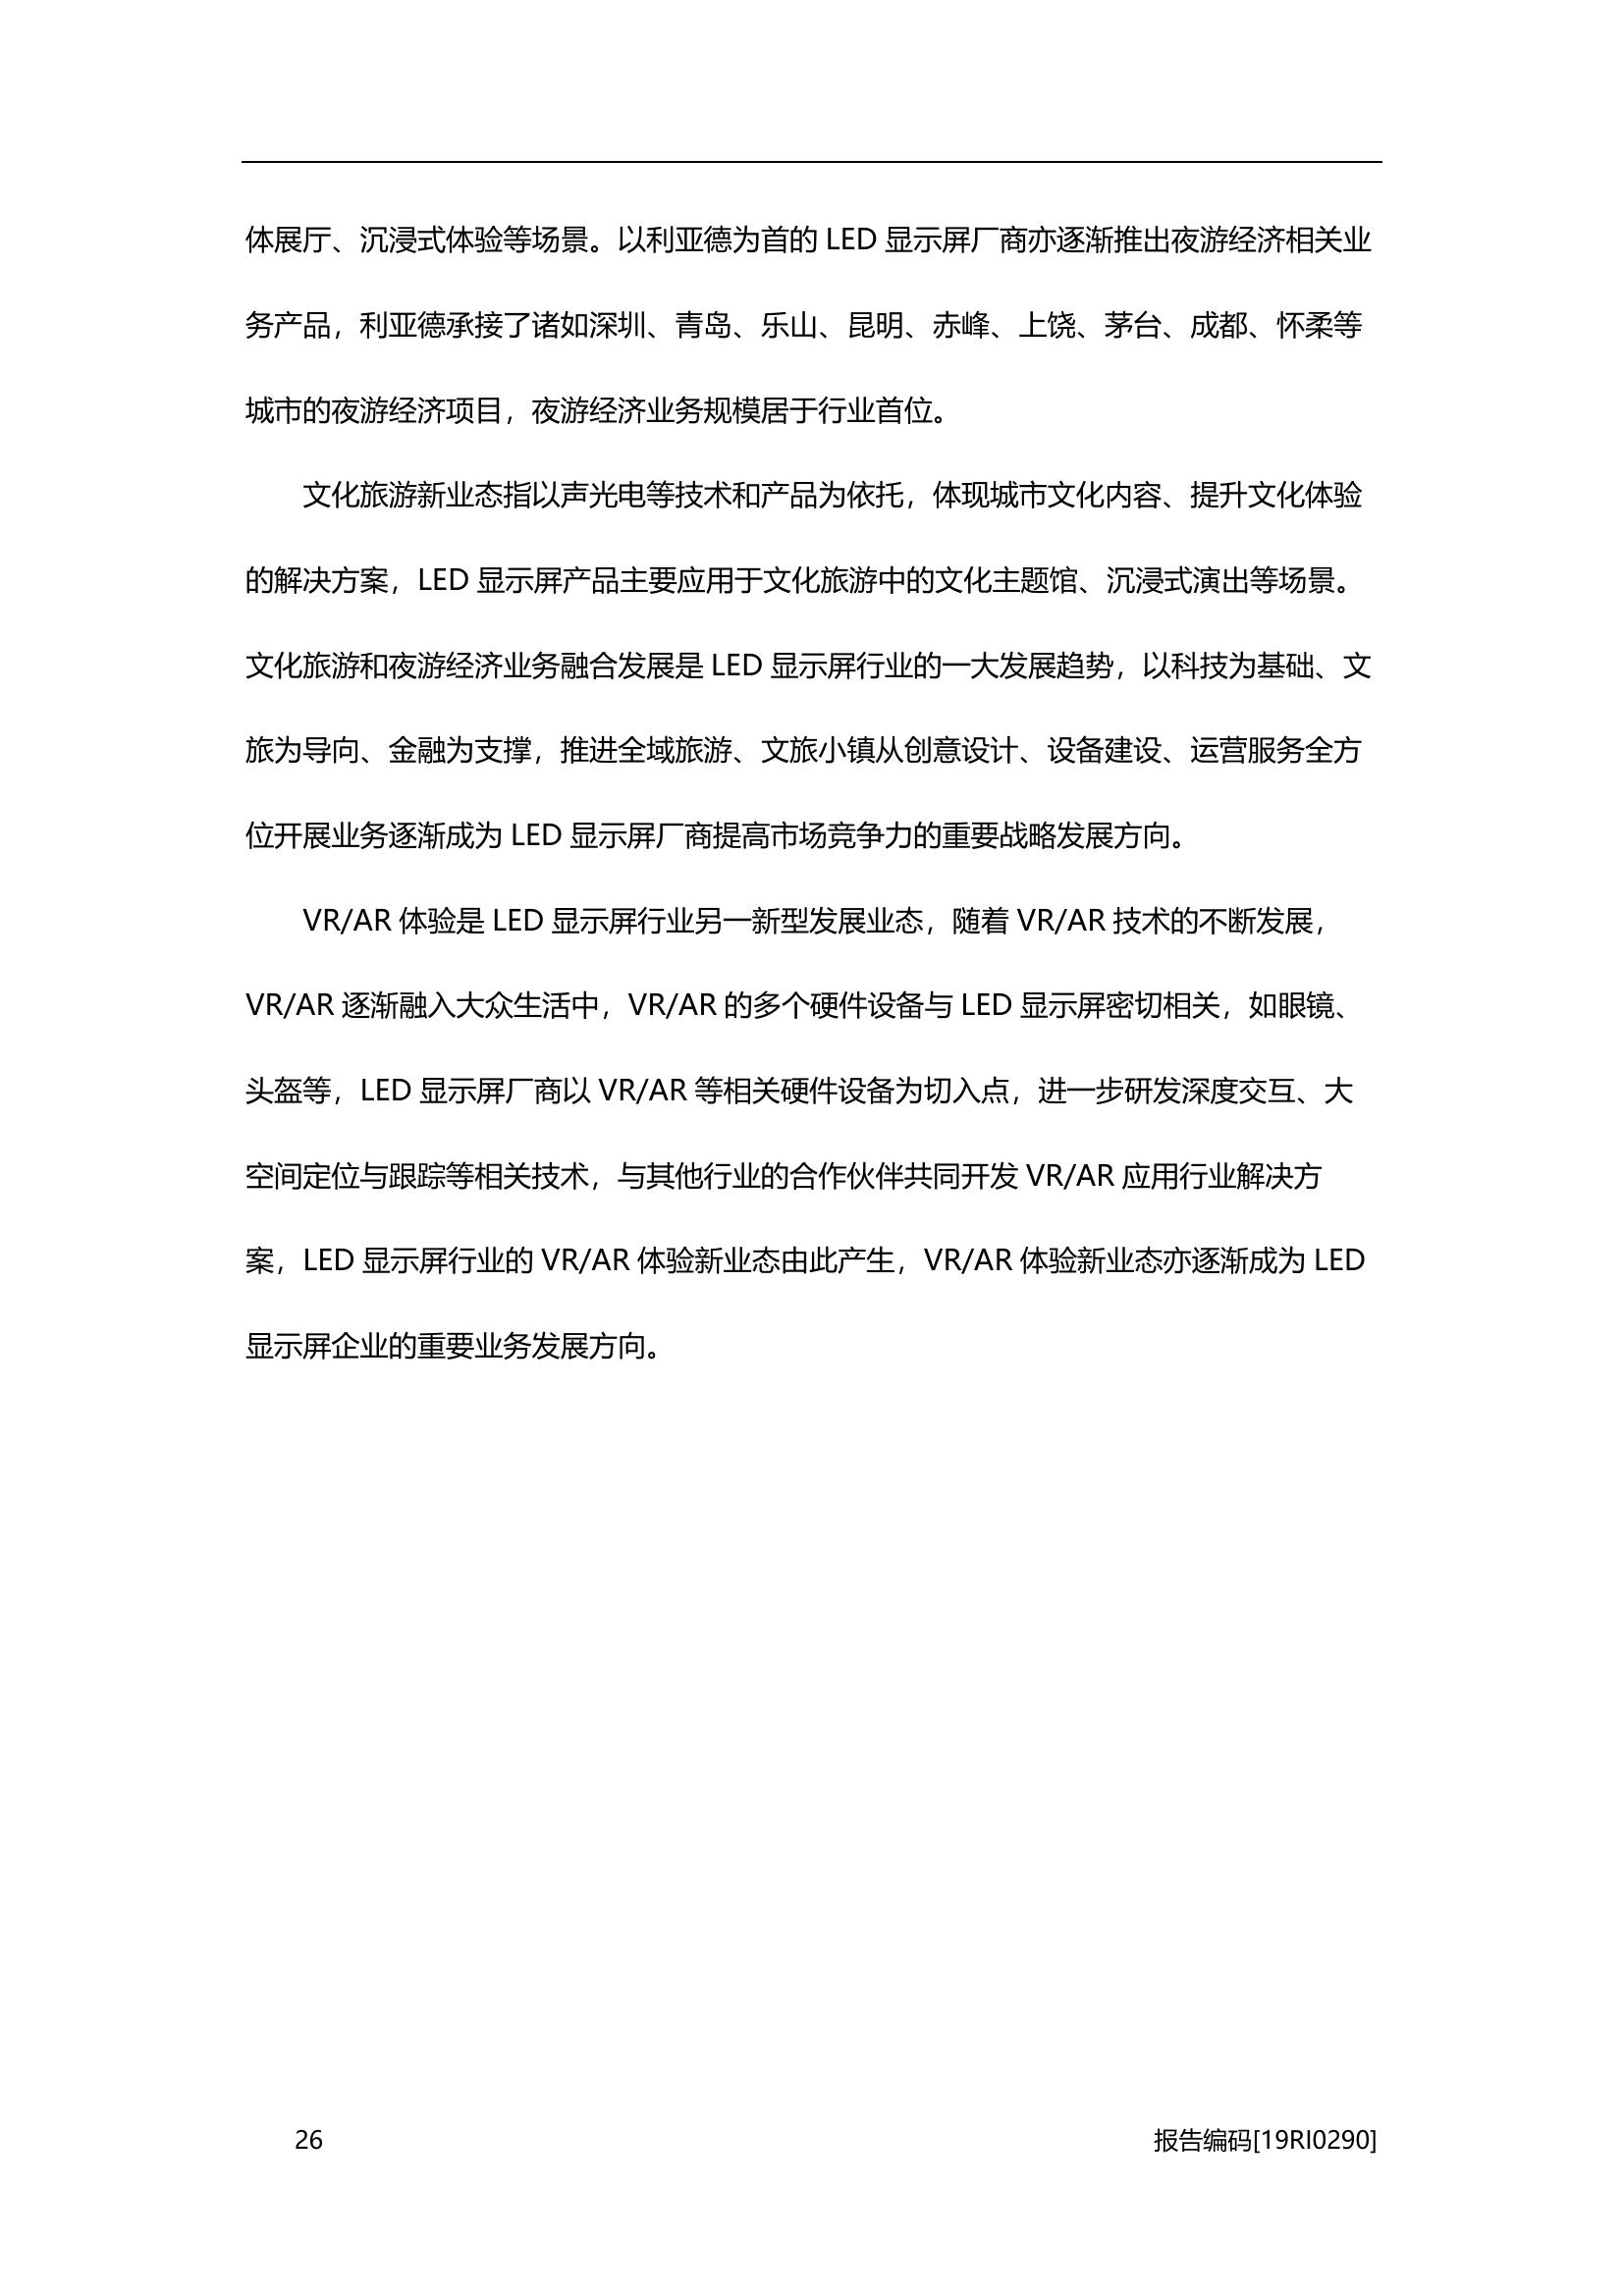 体展厅、沉浸式体验等场景。以利亚德为首的 LED 显示屏厂商亦逐渐推出夜游经济相关业
务产品，利亚德承接了诸如深圳、青岛、乐山、昆明、赤峰、上饶、茅台、成都、怀柔等
城市的夜游经济项目，夜游经济业务规模居于行业首位。
文化旅游新业态指以声光电等技术和产品为依托，体现城市文化内容、提升文化体验
的解决方案，LED 显示屏产品主要应用于文化旅游中的文化主题馆、沉浸式演出等场景。
文化旅游和夜游经济业务融合发展是 LED 显示屏行业的一大发展趋势，以科技为基础、文
旅为导向、金融为支撑，推进全域旅游、文旅小镇从创意设计、设备建设、运营服务全方
位开展业务逐渐成为 LED 显示屏厂商提高市场竞争力的重要战略发展方向。
VR/AR 体验是 LED 显示屏行业另一新型发展业态，随着 VR/AR 技术的不断发展，
VR/AR 逐渐融入大众生活中，VR/AR 的多个硬件设备与 LED 显示屏密切相关，如眼镜、
头盔等，LED 显示屏厂商以 VR/AR 等相关硬件设备为切入点，进一步研发深度交互、大
空间定位与跟踪等相关技术，与其他行业的合作伙伴共同开发 VR/AR 应用行业解决方
案，LED 显示屏行业的 VR/AR 体验新业态由此产生，VR/AR 体验新业态亦逐渐成为 LED
显示屏企业的重要业务发展方向。
26 报告编码[19RI0290]